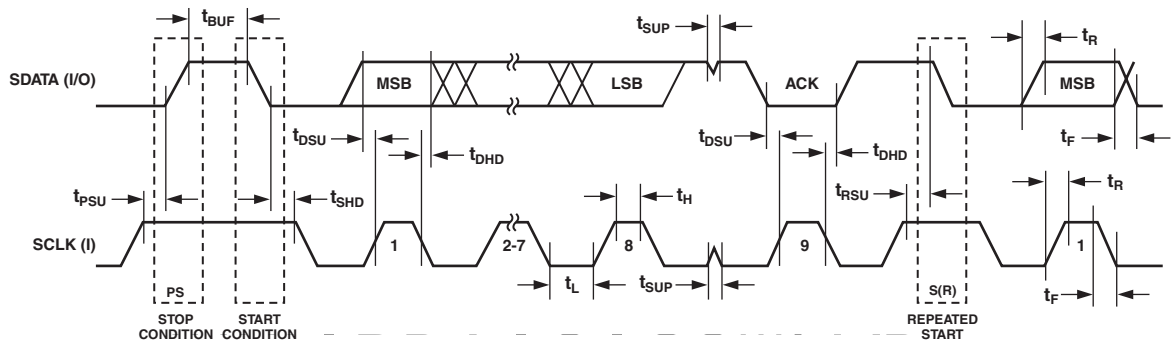 tBUF
tSUP
tR
SDATA (I/O)
MSB
LSB
ACK
MSB
tDSU
tDHD
tDSU
tDHD
tF
tPSU
tSHD
tH
tRSU
tR
SCLK (I)
1
2-7
8
9
1
PS
tL
tSUP
S(R)
tF
STOP CONDITION
START CONDITION
REPEATED START